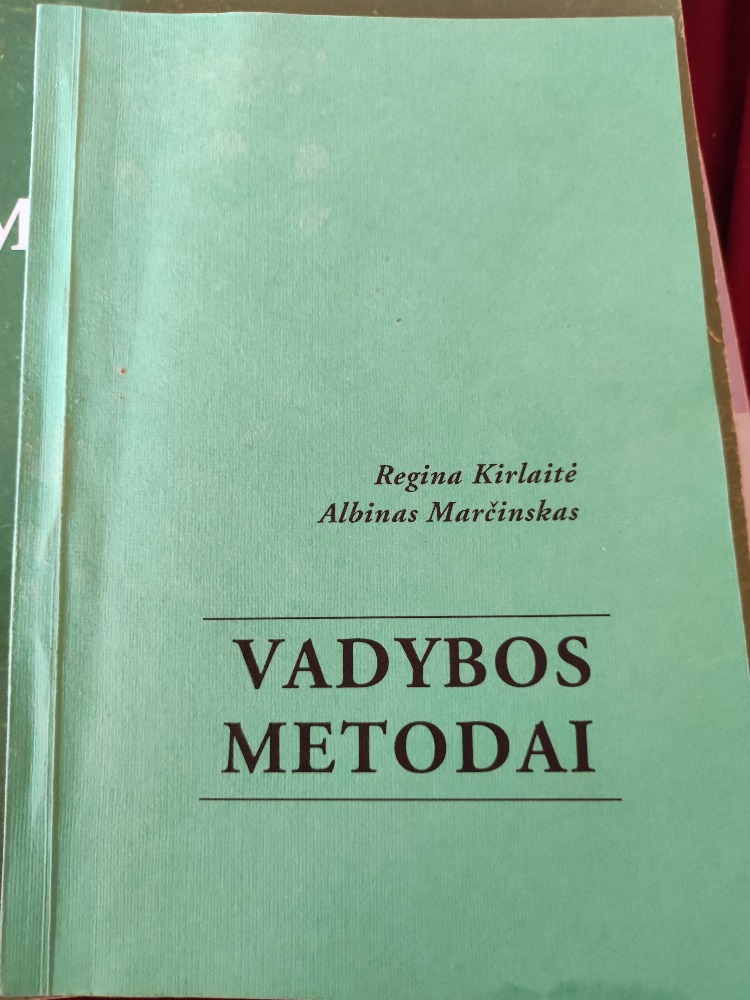 M
Regina Kirlaitė
Albinas Marčinskas
VADYBOS
METODAI